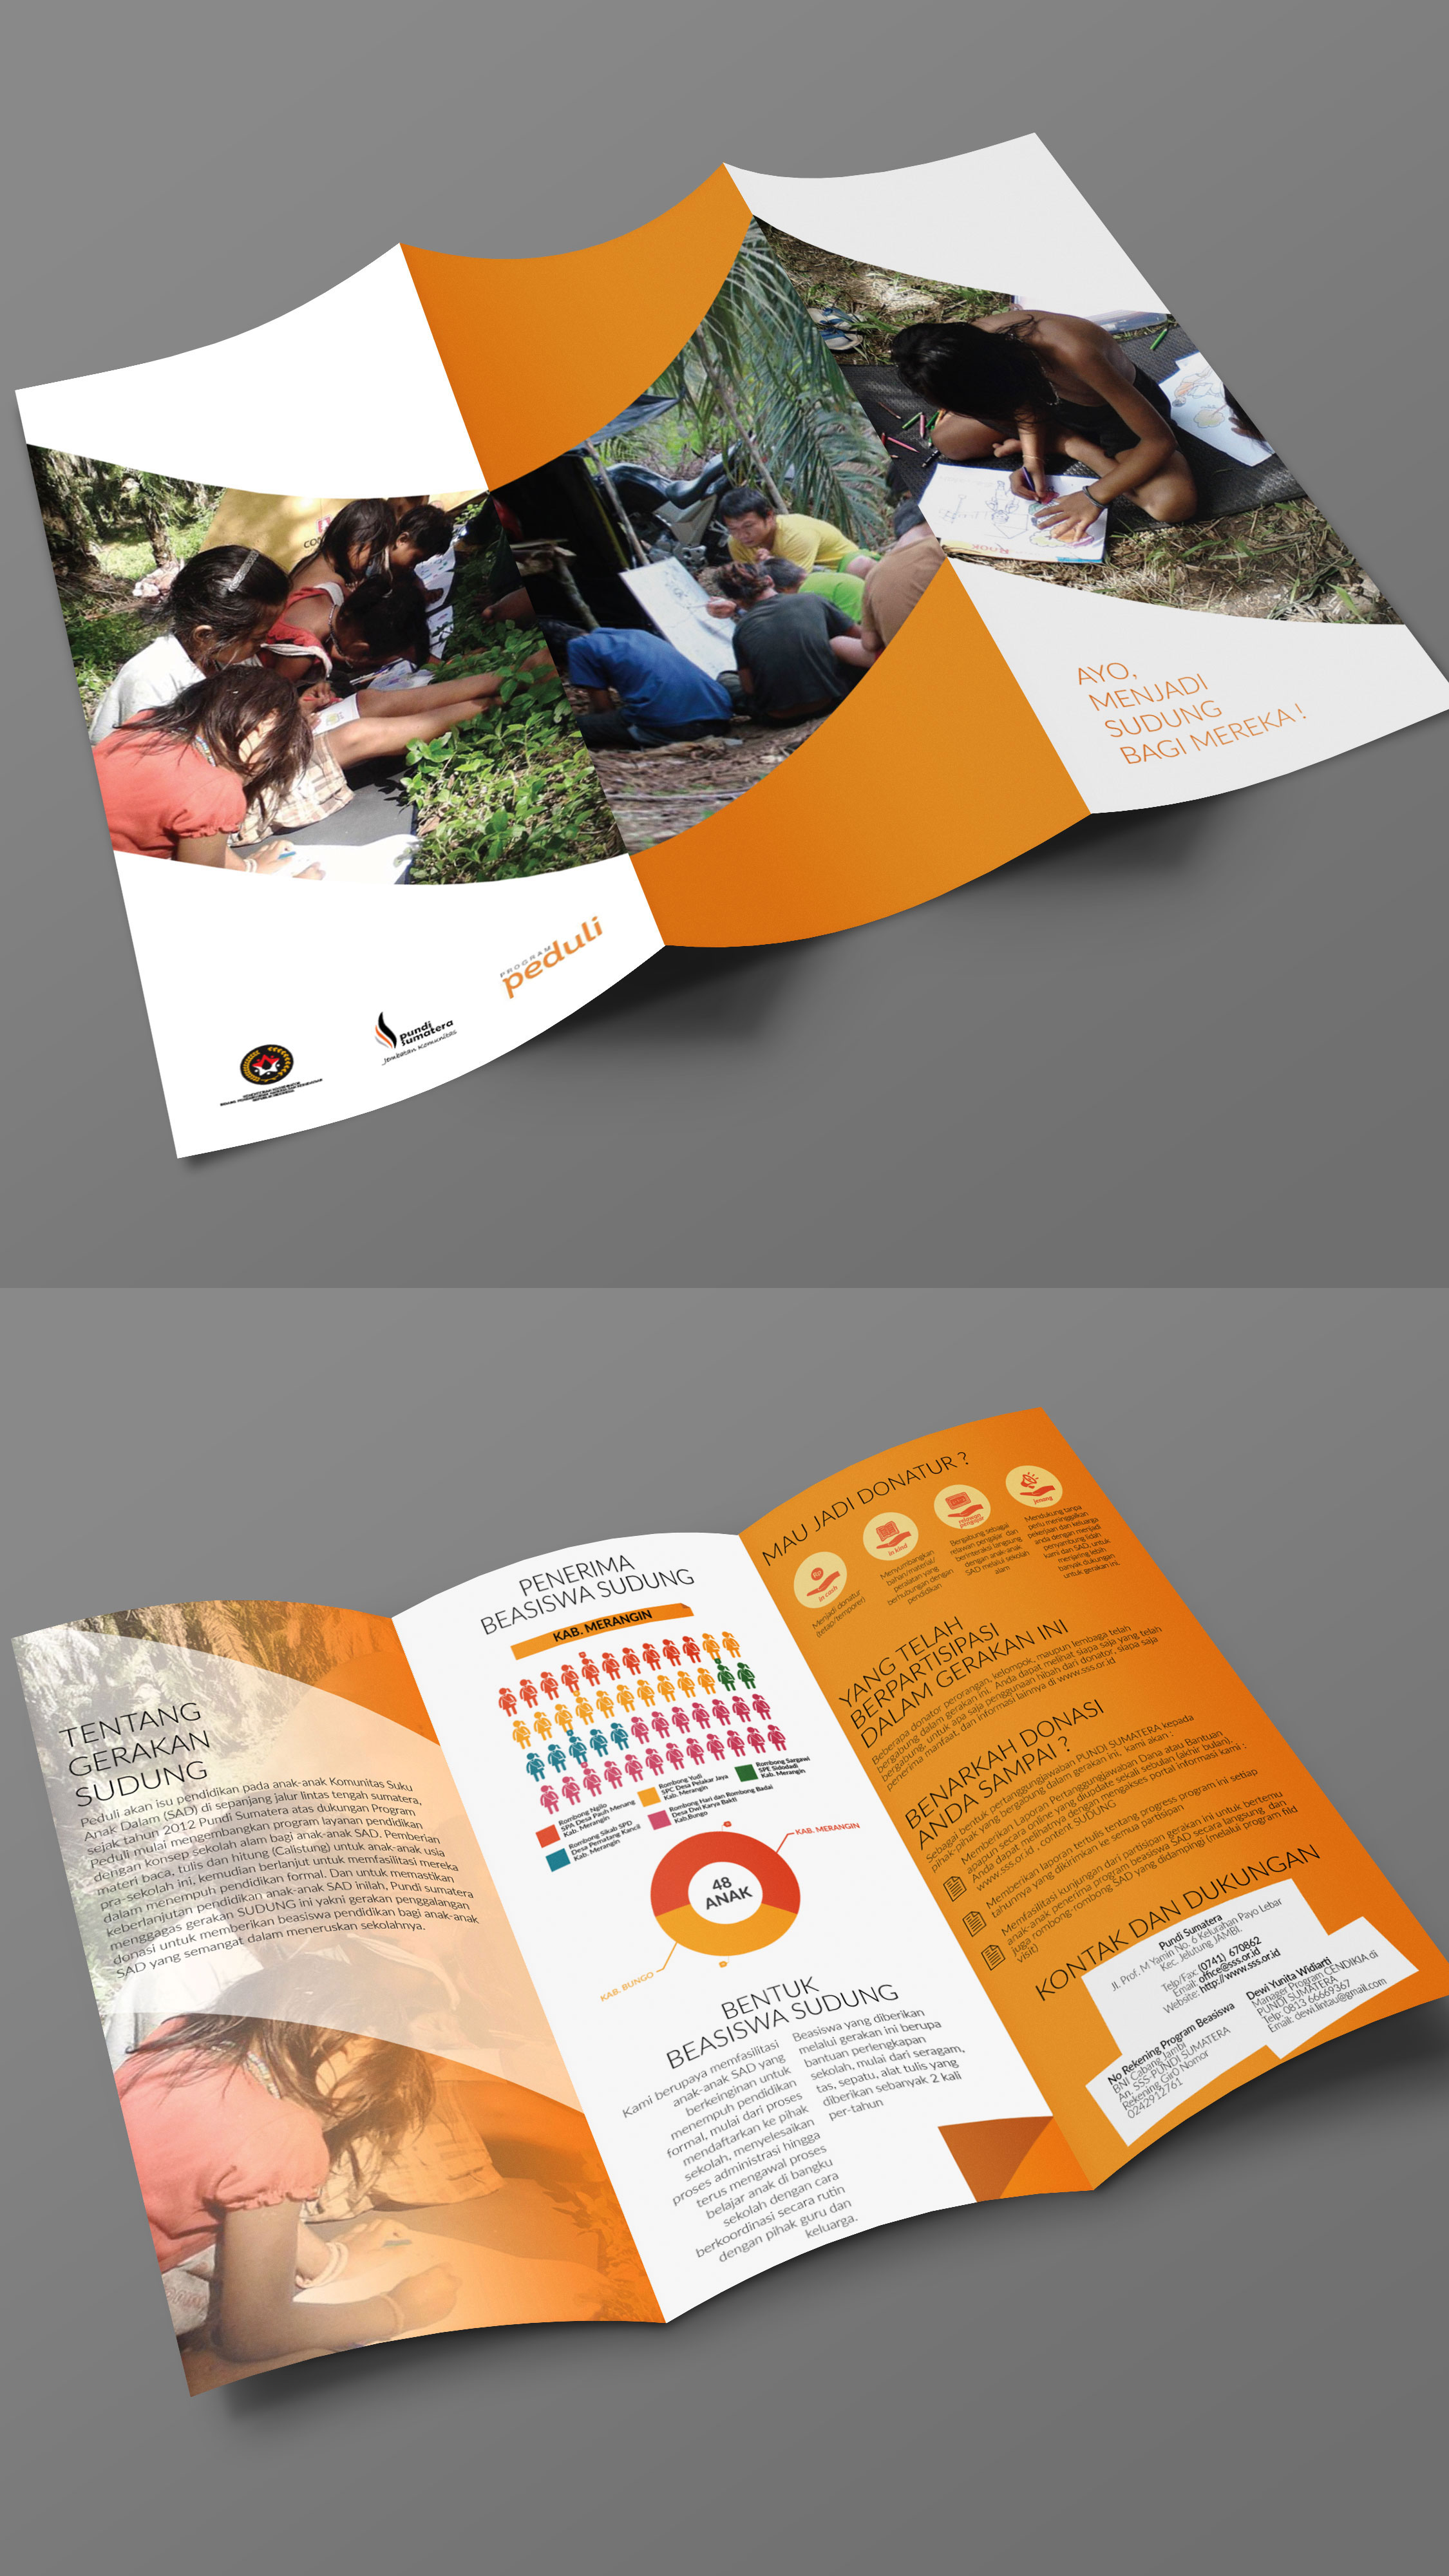 AYO,
MENJADI
SUDUNG
BAGI MEREKA !
PROGRAM
peduli
pundi
sumatera
Jembatan Komunitas
TENTANG
GERAKAN
SUDUNG
Peduli akan isu pendidikan pada anak-anak Komunitas Suku
Anak Dalam (SAD) di sepanjang jalur lintas tengah sumatera,
sejak tahun 2012 Pundi Sumatera atas dukungan Program
Peduli mulai mengembangkan program layanan pendidikan
dengan konsep sekolah alam bagi anak-anak SAD. Pemberian
materi baca, tulis dan hitung (Calistung) untuk anak-anak usia
pra-sekolah ini, kemudian berlanjut untuk memfasilitasi mereka
dalam menempuh pendidikan formal. Dan untuk memastikan
keberlanjutan pendidikan anak-anak SAD inilah, Pundi sumatera
menggagas gerakan SUDUNG ini yakni gerakan penggalangan
donasi untuk memberikan beasiswa pendidikan bagi anak-anak
SAD yang semangat dalam meneruskan sekolahnya.
PENERIMA
BEASISWA SUDUNG
KAB. MERANGIN
Rombong Ngilo
SPA Desa Pauh Menang
Kab. Merangin
Rombong Yudi
SPC Desa Pelakar Jaya
Kab. Merangin
Rombong Sargawi
SPE Sidodadi
Kab. Merangin
Rombong Sikab SPD
Desa Pematang Kancil
Kab. Merangin
Rombong Hari dan Rombong Badai
Desa Dwi Karya Bakti
Kab.Bungo
KAB. MERANGIN
48
ANAK
KAB. BUNGO
BENTUK
BEASISWA SUDUNG
Kami berupaya memfasilitasi
anak-anak SAD yang
berkeinginan untuk
menempuh pendidikan
formal, mulai dari proses
mendaftarkan ke pihak
sekolah, menyelesaikan
proses administrasi hingga
terus mengawal proses
belajar anak di bangku
sekolah dengan cara
berkoordinasi secara rutin
dengan pihak guru dan
keluarga.
Beasiswa yang diberikan
melalui gerakan ini berupa
bantuan perlengkapan
sekolah, mulai dari seragam,
tas, sepatu, alat tulis yang
diberikan sebanyak 2 kali
per-tahun
MAU JADI DONATUR ?
in cash
Menjadi donatur
(tetap/temporer)
in kind
Menyumbangkan
bahan/material/
peralatan yang
berhubungan dengan
pendidikan
relawan
pengajar
Bergabung sebagai
relawan pengajar dan
berinteraksi langsung
dengan anak-anak
SAD melalui sekolah
alam
jenang
Mendukung tanpa
perlu meninggalkan
pekerjaan dan keluarga
anda dengan menjadi
penyambung lidah
kami dan SAD, untuk
menjaring lebih
banyak dukungan
untuk gerakan ini.
YANG TELAH
BERPARTISIPASI
DALAM GERAKAN INI
Beberapa donatur perorangan, kelompok, maupun lembaga telah
bergabung dalam gerakan ini. Anda dapat melihat siapa saja yang telah
bergabung, untuk apa saja penggunaan hibah dari donator, siapa saja
penerima manfaat, dan informasi lainnya di www.sss.or.id
BENARKAH DONASI
ANDA SAMPAI ?
Sebagai bentuk pertanggungjawaban PUNDI SUMATERA kepada
pihak-pihak yang bergabung dalam gerakan ini, kami akan :
Memberikan Laporan Pertanggungjawaban Dana atau Bantuan
apapun secara online yang diupdate sekali sebulan (akhir bulan).
Anda dapat melihatnya dengan mengakses portal informasi kami :
www.sss.or.id . content SUDUNG
Memberikan laporan tertulis tentang progress program ini setiap
tahunnya yang dikirimkan ke semua partisipan
Memfasilitasi kunjungan dari partisipan gerakan ini untuk bertemu
anak-anak penerima program beasiswa SAD secara langsung, dan
juga rombong-rombong SAD yang didampingi (melalui program fild
visit)
KONTAK DAN DUKUNGAN
Pundi Sumatera
Jl. Prof. M Yamin No. 6 Kelurahan Payo Lebar
Kec. Jelutung JAMBI.
Telp/Fax: (0741) 670862
Email: office@sss.or.id
Website: http://www.sss.or.id
No Rekening Program Beasiswa
BNI Cabang Jambi
An. SSS-PUNDI SUMATERA
Rekening Giro Nomor
0242912761
Dewi Yunita Widiarti
Manager Program CENDIKIA di
PUNDI SUMATERA
Telp: 0813 66669367
Email: dewi.lintau@gmail.com